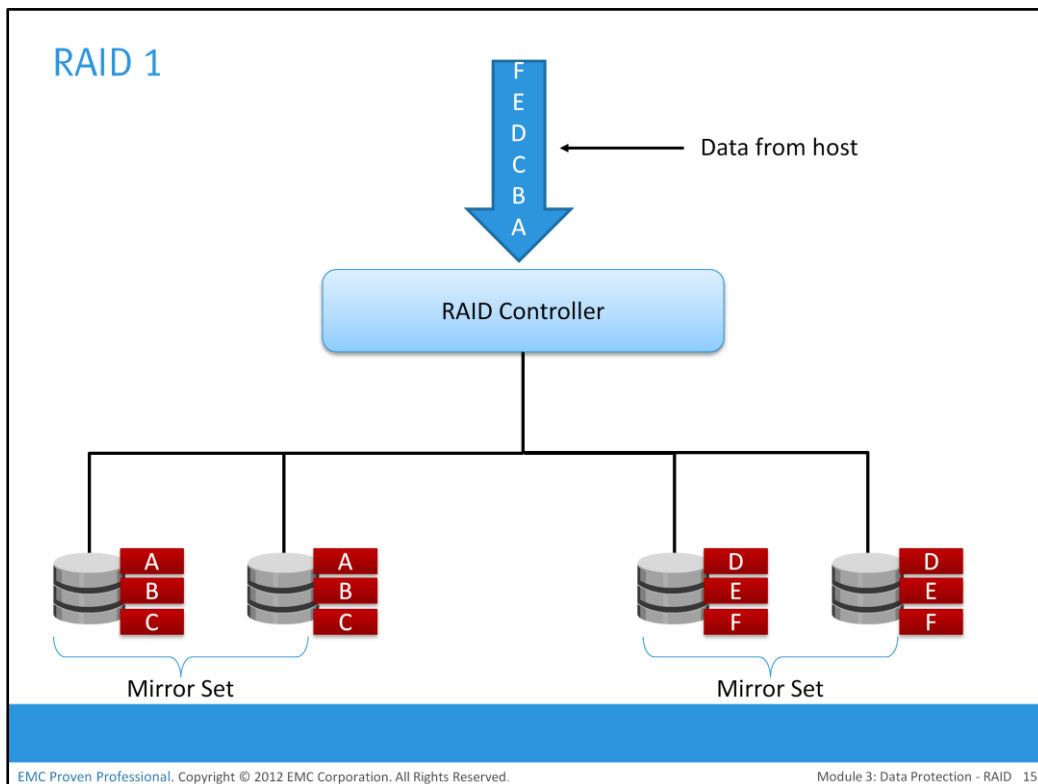 RAID 1
F
E
D
C
B
A
Data from host
RAID Controller
A
B
C
A
B
C
D
E
F
D
E
F
Mirror Set
Mirror Set
EMC Proven Professional. Copyright © 2012 EMC Corporation. All Rights Reserved.
Module 3: Data Protection - RAID 15